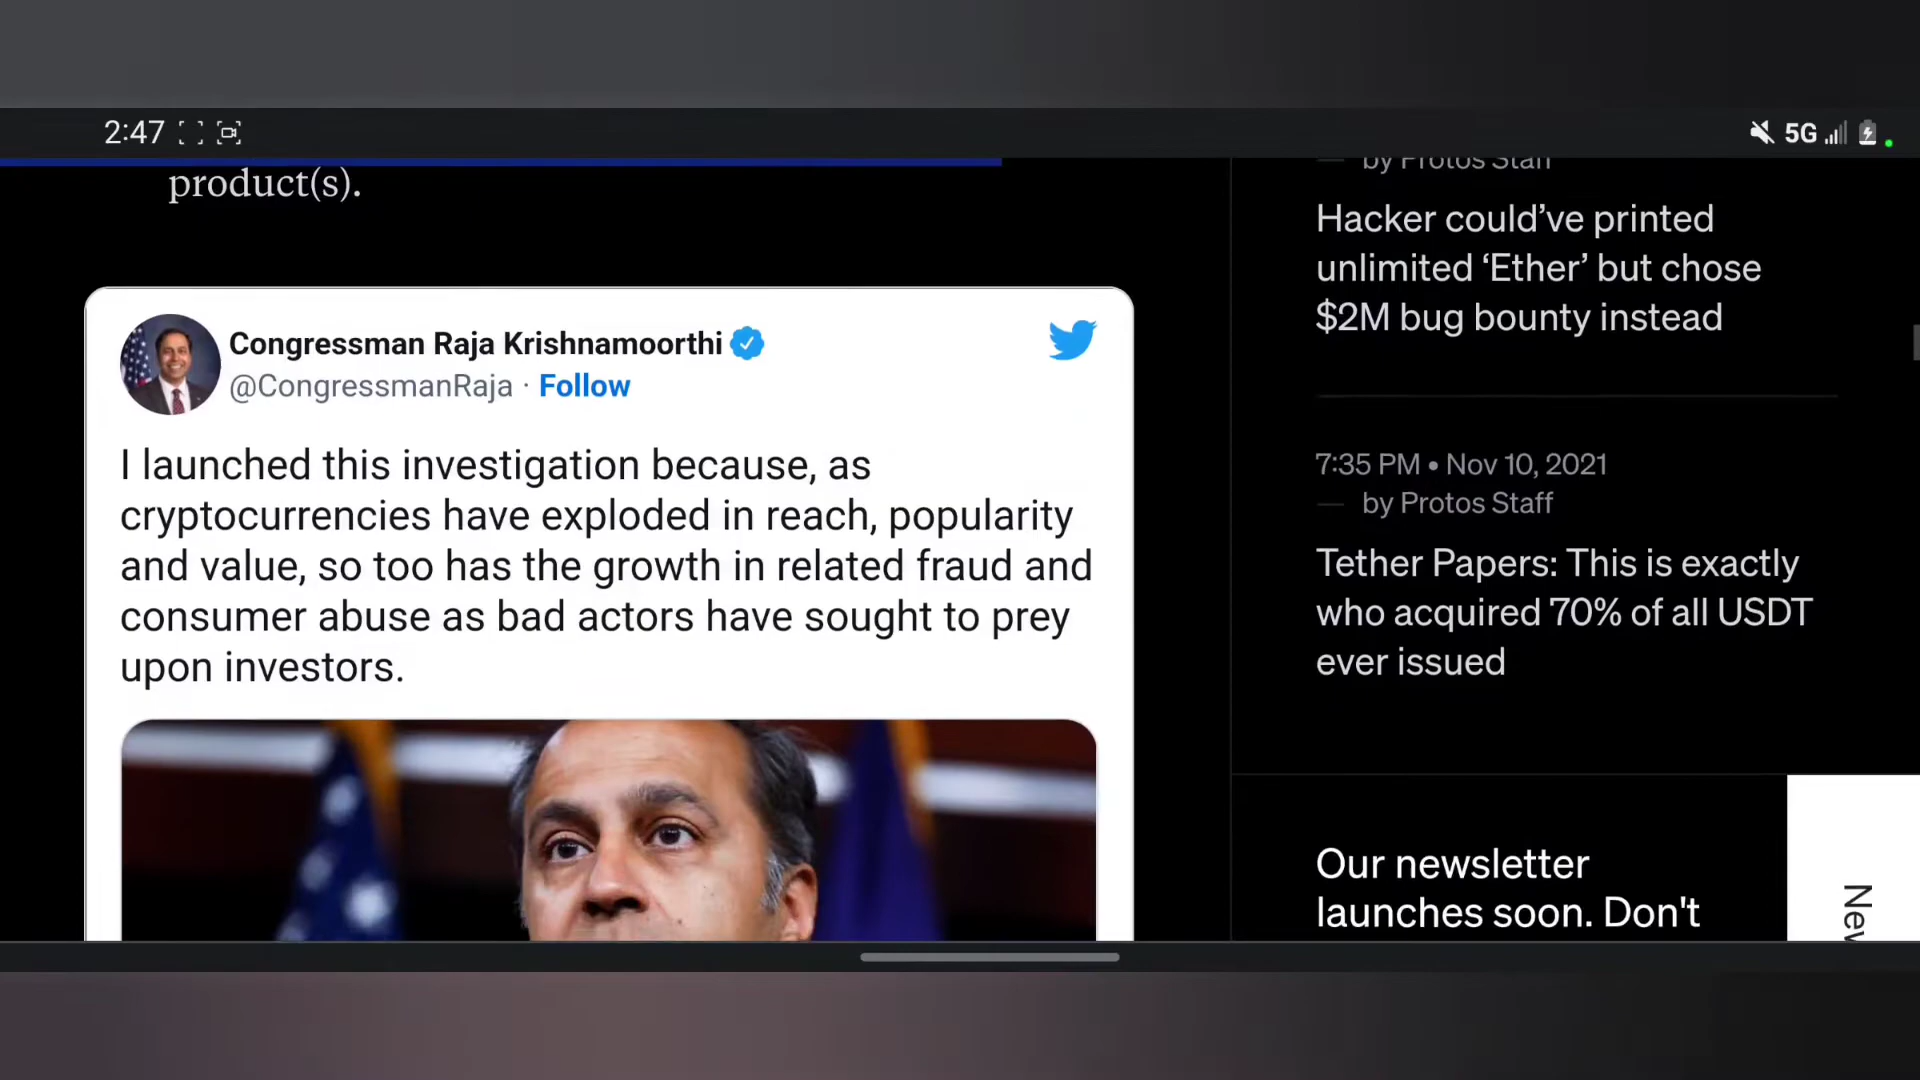 2:47
5G
product(s).
Congressman Raja Krishnamoorthi
@CongressmanRaja · Follow
I launched this investigation because, as
cryptocurrencies have exploded in reach, popularity
and value, so too has the growth in related fraud and
consumer abuse as bad actors have sought to prey
upon investors.
— by Protos Staff
Hacker could’ve printed
unlimited ‘Ether’ but chose
$2M bug bounty instead
7:35 PM • Nov 10, 2021
— by Protos Staff
Tether Papers: This is exactly
who acquired 70% of all USDT
ever issued
Our newsletter
launches soon. Don't